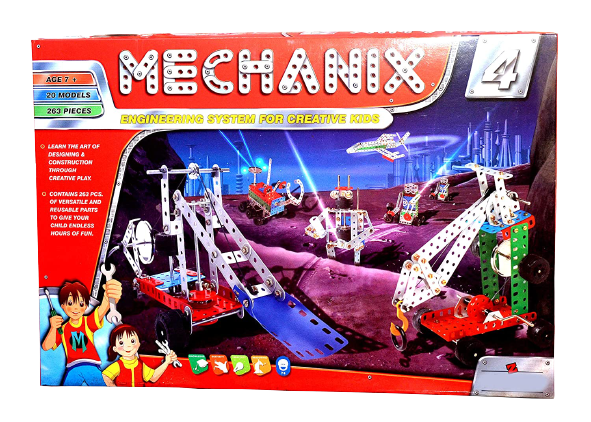 MECHANIX
4
ENGINEERING SYSTEM FOR CREATIVE KIDS
AGE 7 +
20 MODELS
263 PIECES
LEARN THE ART OF
DESIGNING &
CONSTRUCTION
THROUGH
CREATIVE PLAY.
CONTAINS 263 PCS.
OF VERSATILE AND
REUSABLE PARTS
TO GIVE YOUR
CHILD ENDLESS
HOURS OF FUN.
M